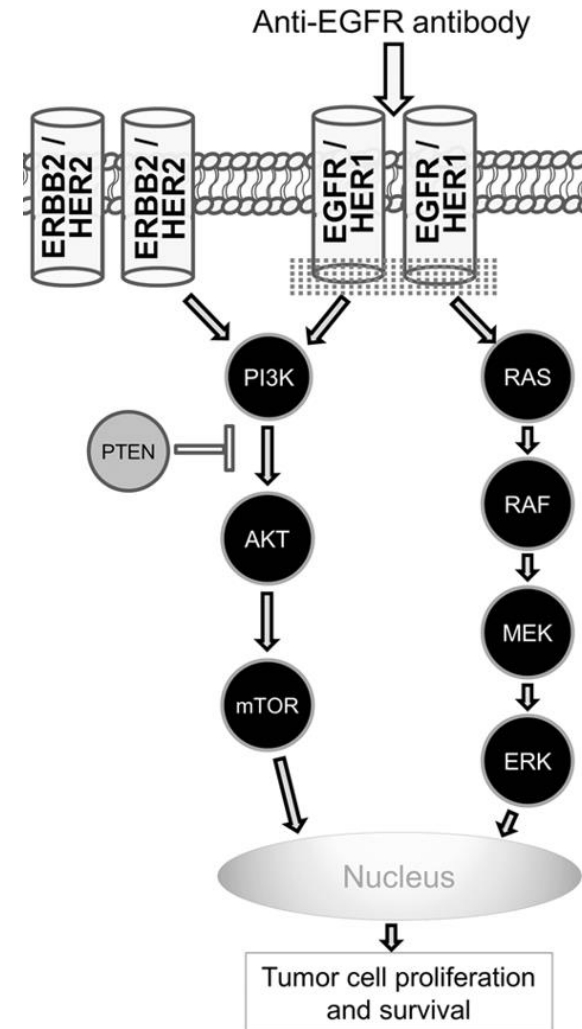 Anti-EGFR antibody
ERBB2 /
HER2
ERBB2 /
HER2
EGFR /
HER1
EGFR /
HER1
PI3K
RAS
PTEN
RAF
AKT
MEK
mTOR
ERK
Nucleus
Tumor cell proliferation
and survival